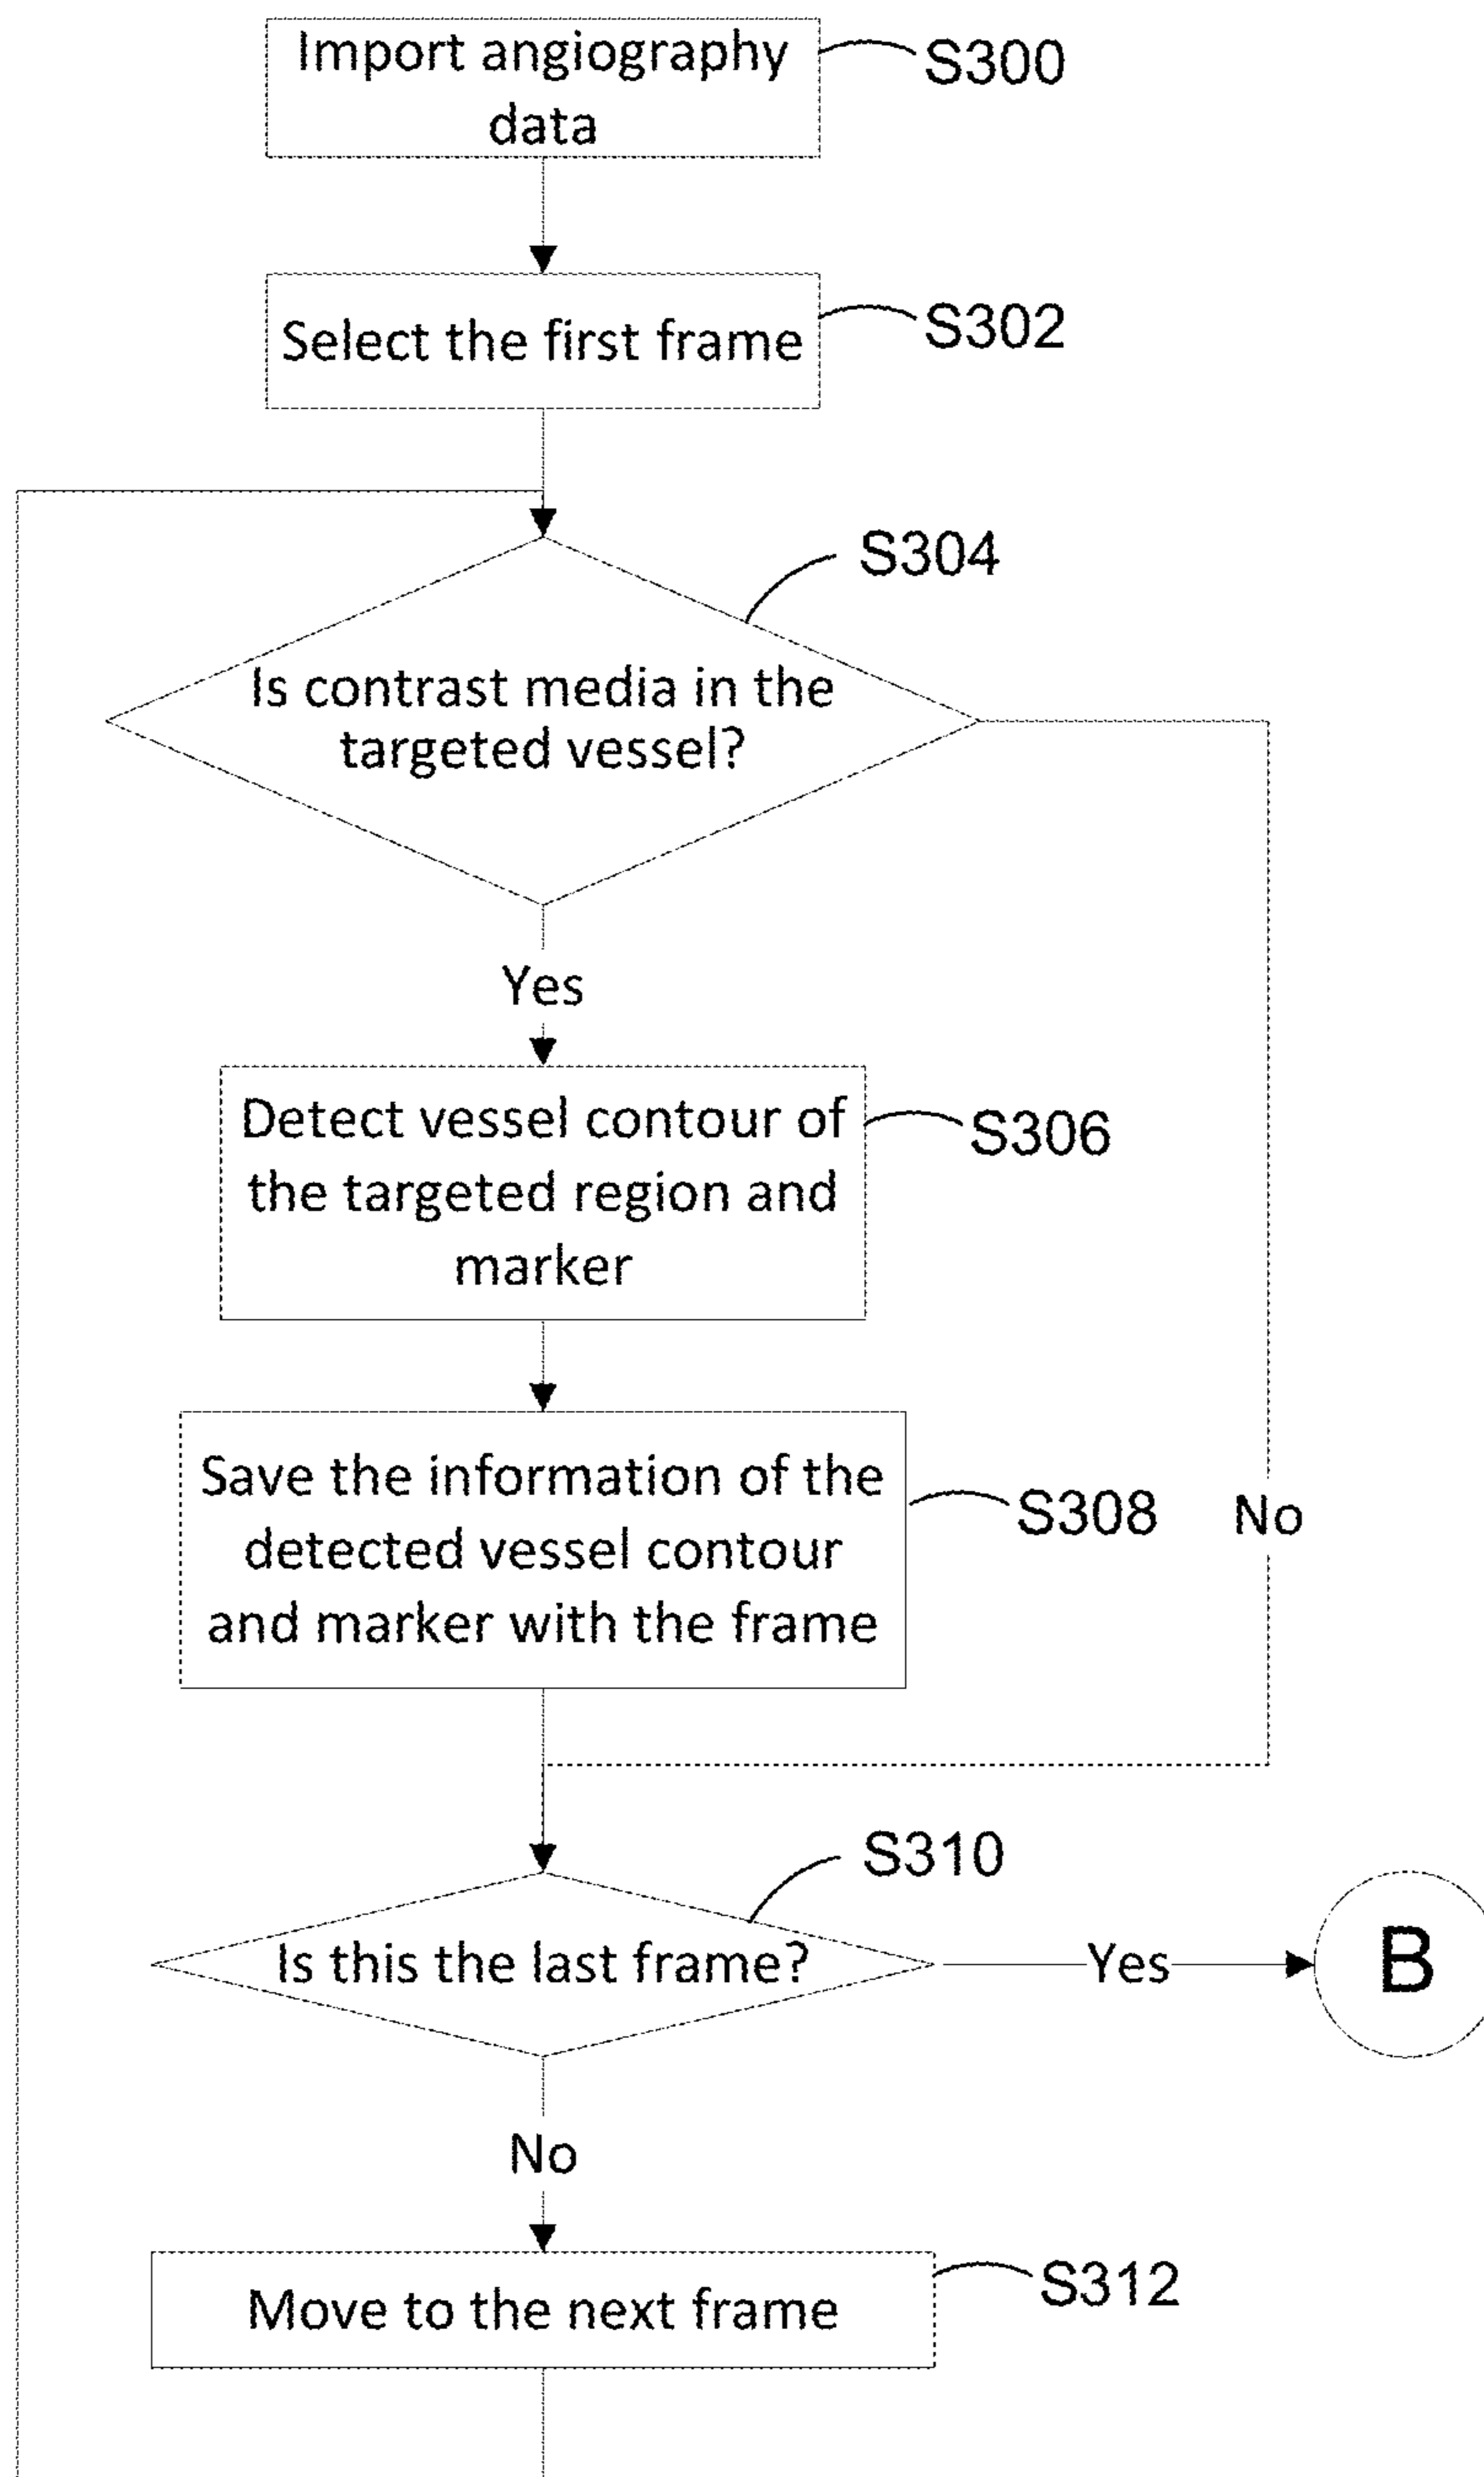 Import angiography
data
S300
Select the first frame
S302
S304
Is contrast media in the
targeted vessel?
Yes
Detect vessel contour of
the targeted region and
marker
S306
Save the information of the
detected vessel contour
and marker with the frame
S308
No
S310
Is this the last frame?
Yes
B
No
Move to the next frame
S312